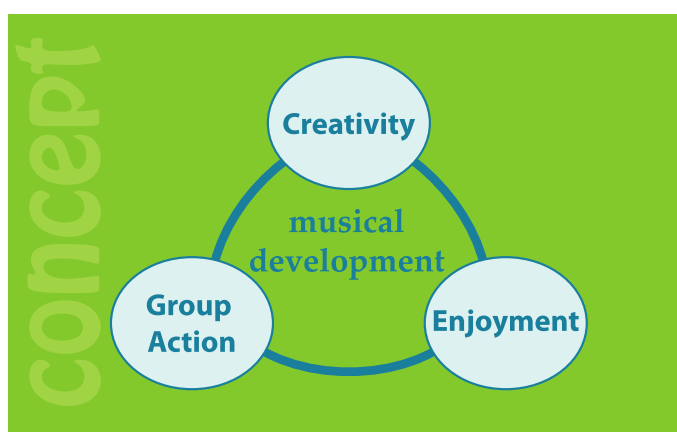 concept
Creativity
musical
development
Group
Action
Enjoyment